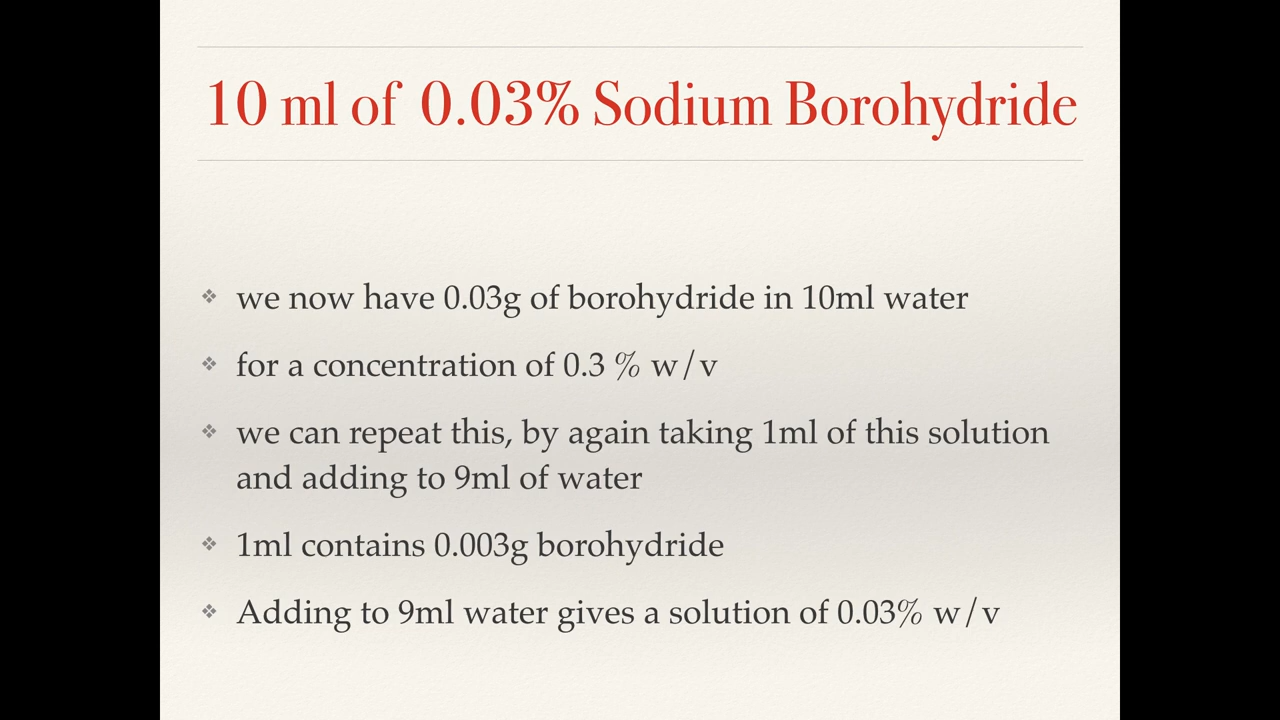 10 ml of 0.03% Sodium Borohydride
❖ we now have 0.03g of borohydride in 10ml water
❖ for a concentration of 0.3 % w/v
❖ we can repeat this, by again taking 1ml of this solution
and adding to 9ml of water
❖ 1ml contains 0.003g borohydride
❖ Adding to 9ml water gives a solution of 0.03% w/v